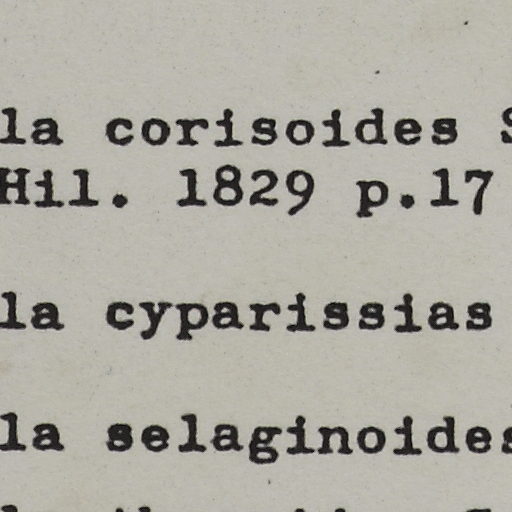 la corisoides S
Hil. 1829 p.17
la cyparissias
la selaginoides